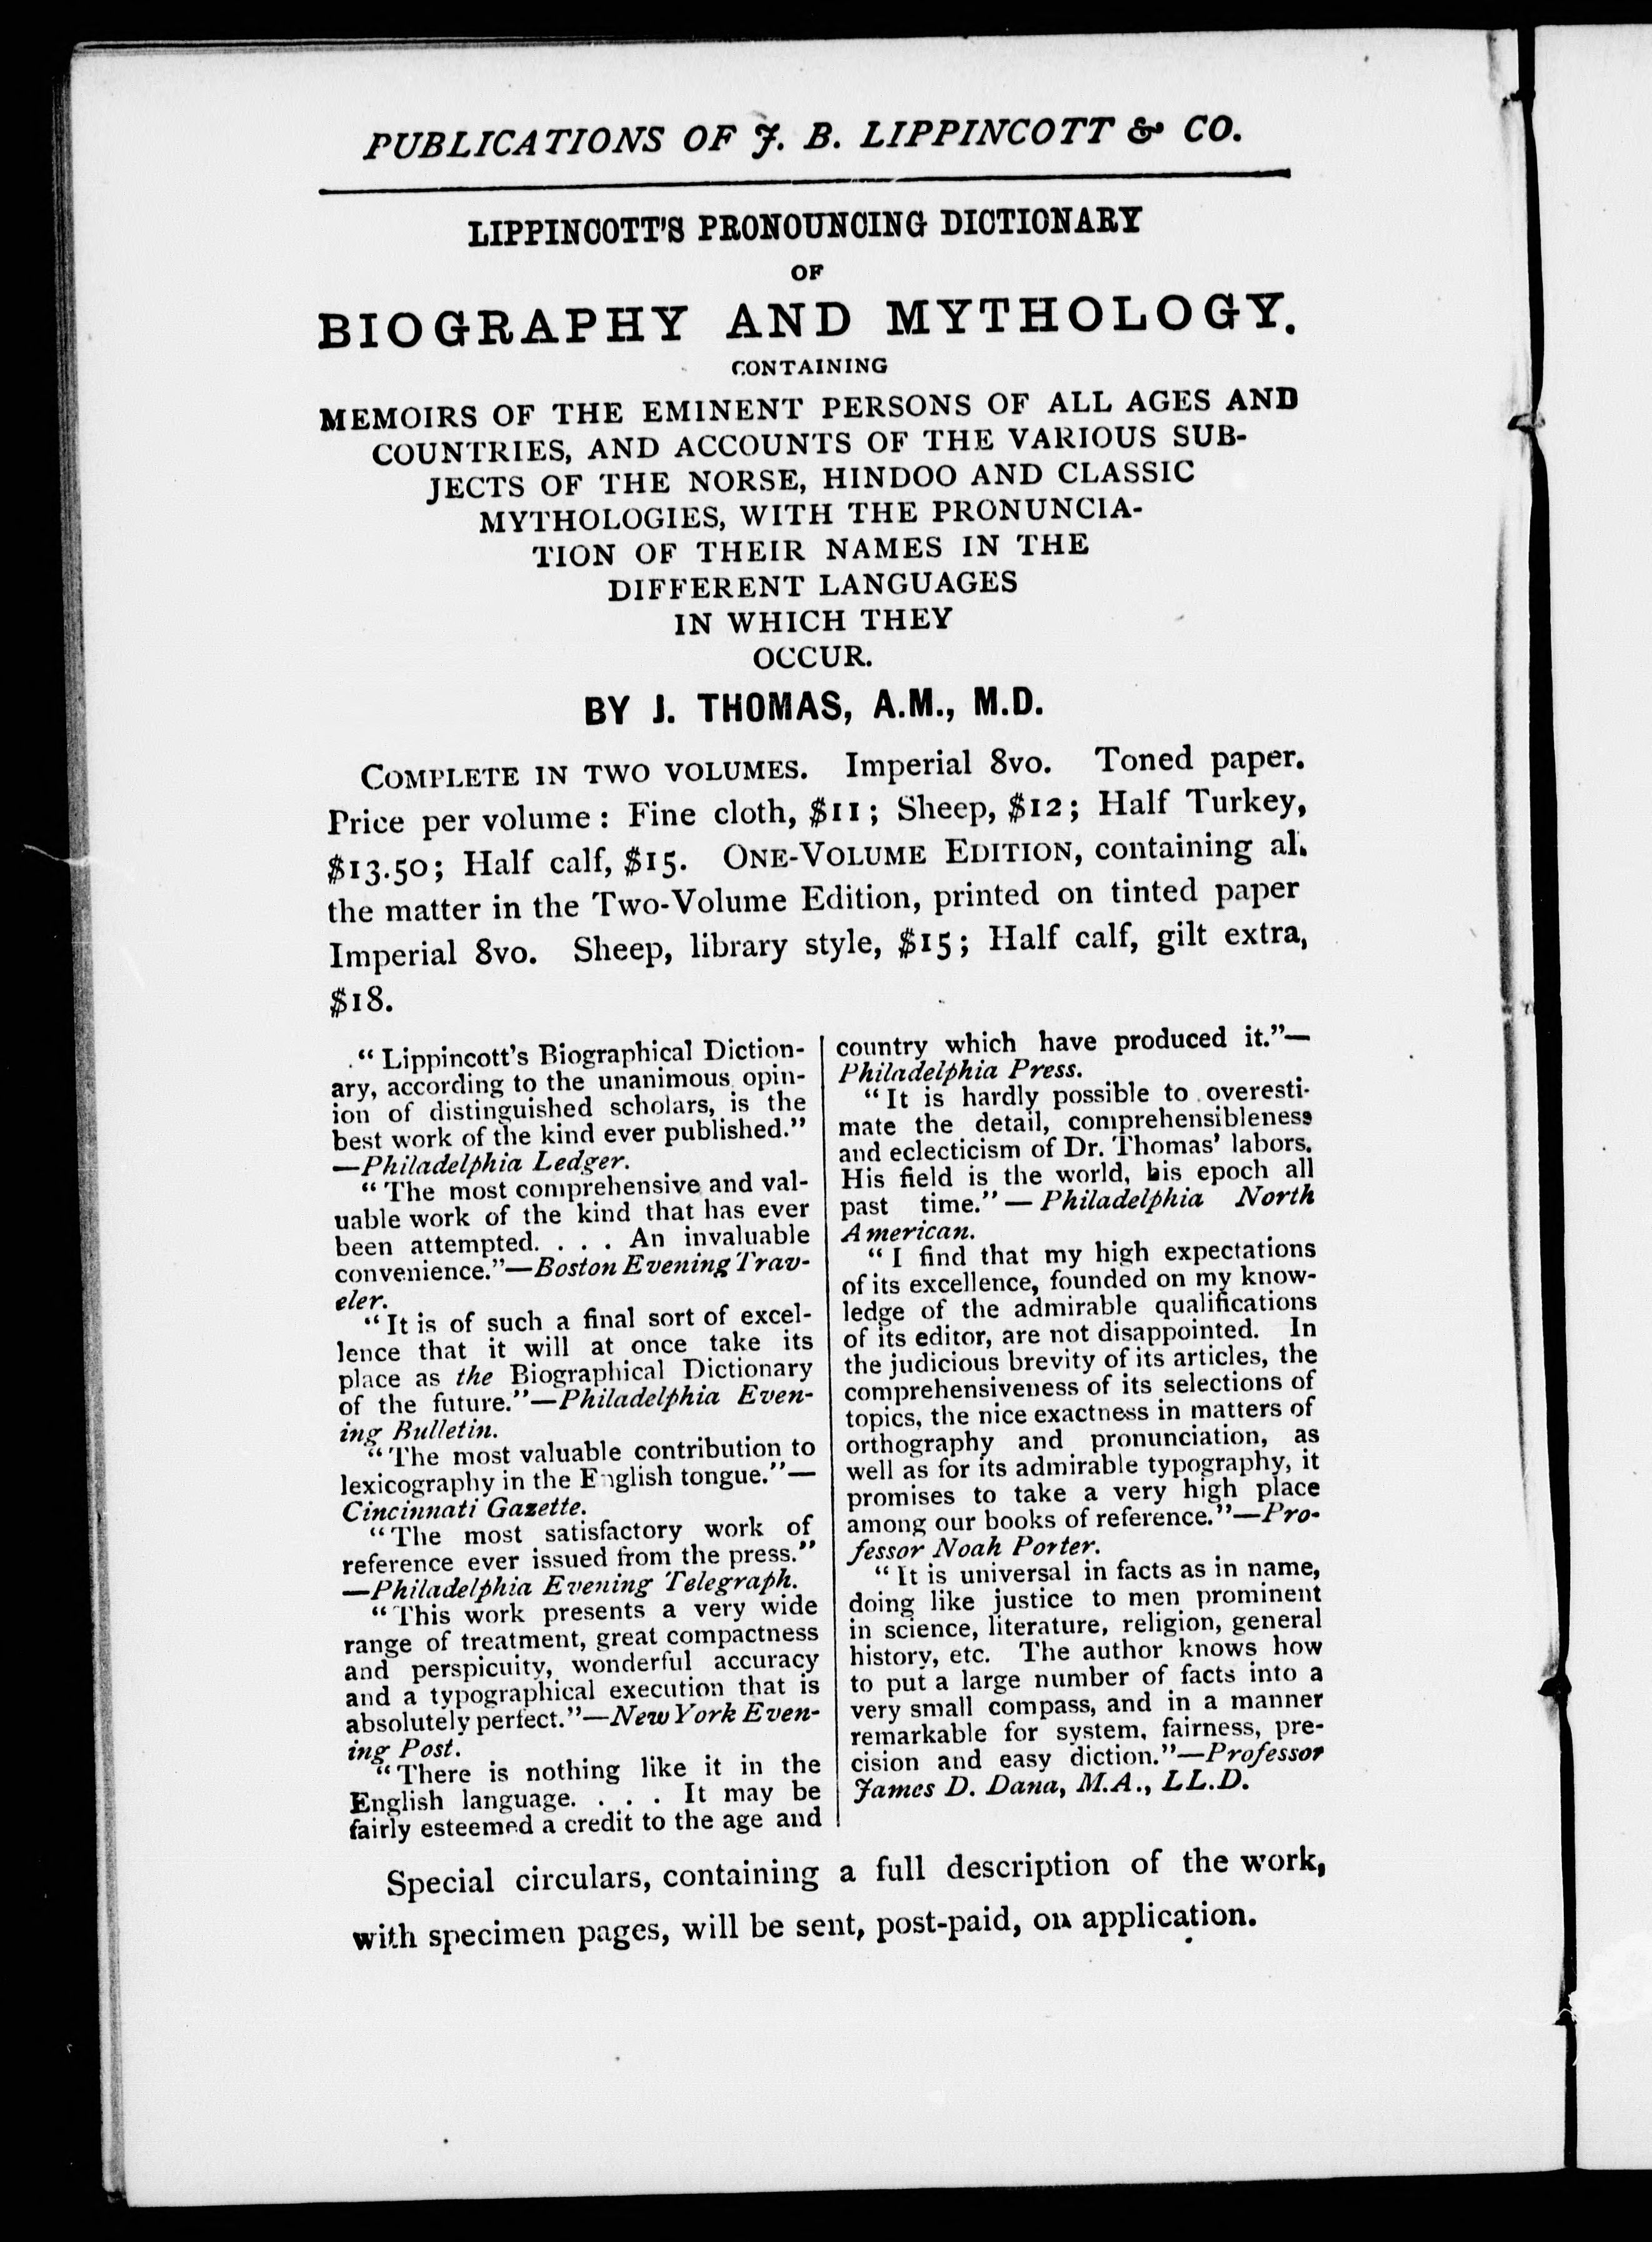 PUBLICATIONS OF J. B. LIPPINCOTT & CO.
LIPPINCOTT'S PRONOUNCING DICTIONARY
OF
BIOGRAPHY AND MYTHOLOGY.
CONTAINING
MEMOIRS OF THE EMINENT PERSONS OF ALL AGES AND
COUNTRIES, AND ACCOUNTS OF THE VARIOUS SUB-
JECTS OF THE NORSE, HINDOO AND CLASSIC
MYTHOLOGIES, WITH THE PRONUNCIA-
TION OF THEIR NAMES IN THE
DIFFERENT LANGUAGES
IN WHICH THEY
OCCUR.
BY J. THOMAS, A.M., M.D.
COMPLETE IN TWO VOLUMES. Imperial 8vo. Toned paper.
Price per volume: Fine cloth, $11; Sheep, $12; Half Turkey,
$13.50; Half calf, $15. ONE-VOLUME EDITION, containing all
the matter in the Two-Volume Edition, printed on tinted paper
Imperial 8vo. Sheep, library style, $15; Half calf, gilt extra,
$18.
"Lippincott's Biographical Diction-
ary, according to the unanimous opin-
ion of distinguished scholars, is the
best work of the kind ever published."
—Philadelphia Ledger.
"The most comprehensive and val-
uable work of the kind that has ever
been attempted. . . . An invaluable
convenience."—Boston Evening Trav-
eler.
"It is of such a final sort of excel-
lence that it will at once take its
place as the Biographical Dictionary
of the future."—Philadelphia Even-
ing Bulletin.
"The most valuable contribution to
lexicography in the English tongue."—
Cincinnati Gazette.
"The most satisfactory work of
reference ever issued from the press."
—Philadelphia Evening Telegraph.
"This work presents a very wide
range of treatment, great compactness
and perspicuity, wonderful accuracy
and a typographical execution that is
absolutely perfect."—New York Even-
ing Post.
"There is nothing like it in the
English language. . . . It may be
fairly esteemed a credit to the age and
country which have produced it."—
Philadelphia Press.
"It is hardly possible to overesti-
mate the detail, comprehensibleness
and eclecticism of Dr. Thomas' labors.
His field is the world, his epoch all
past time."—Philadelphia North
American.
"I find that my high expectations
of its excellence, founded on my know-
ledge of the admirable qualifications
of its editor, are not disappointed. In
the judicious brevity of its articles, the
comprehensiveness of its selections of
topics, the nice exactness in matters of
orthography and pronunciation, as
well as for its admirable typography, it
promises to take a very high place
among our books of reference."—Pro-
fessor Noah Porter.
"It is universal in facts as in name,
doing like justice to men prominent
in science, literature, religion, general
history, etc. The author knows how
to put a large number of facts into a
very small compass, and in a manner
remarkable for system, fairness, pre-
cision and easy diction."—Professor
James D. Dana, M.A., LL.D.
Special circulars, containing a full description of the work,
with specimen pages, will be sent, post-paid, on application.